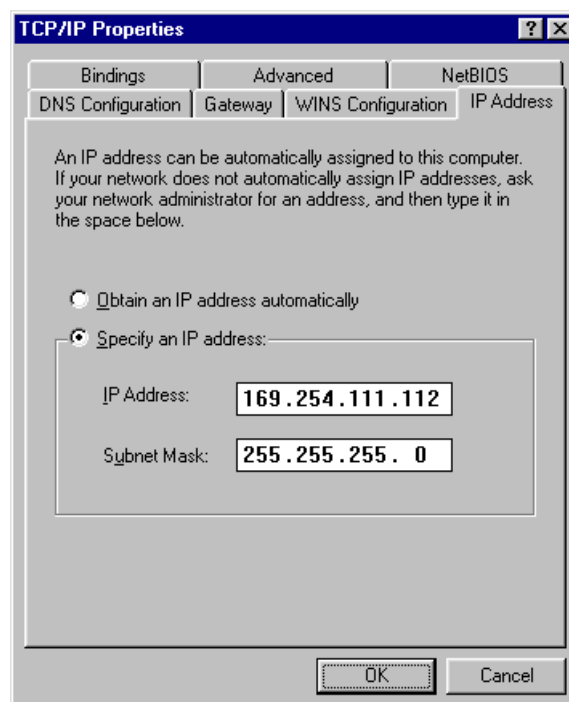 TCP/IP Properties
Bindings Advanced NetBIOS
DNS Configuration Gateway WINS Configuration IP Address
An IP address can be automatically assigned to this computer.
If your network does not automatically assign IP addresses, ask
your network administrator for an address, and then type it in
the space below.
Obtain an IP address automatically
Specify an IP address:
IP Address: 169.254.111.112
Subnet Mask: 255.255.255. 0
OK Cancel